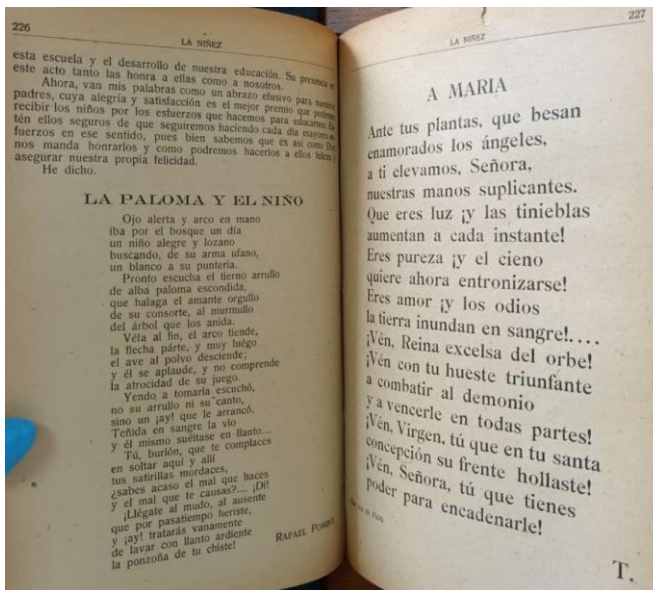 226
LA NIÑEZ
esta escuela y el desarrollo de nuestra educación. Su presencia en
este acto tanto las honra a ellas como a nosotros.
Ahora, van mis palabras como un abrazo efusivo para nuestros
padres, cuya alegría y satisfacción es el mejor premio que podemos
recibir los niños por los esfuerzos que hacemos para educarnos. Es-
tén ellos seguros de que seguiremos haciendo cada día mayores es-
fuerzos en ese sentido, pues bien sabemos que es así como Dios
nos manda honrarlos y como podremos hacerlos a ellos felices y
asegurar nuestra propia felicidad.
He dicho.
LA PALOMA Y EL NIÑO
Ojo alerta y arco en mano
iba por el bosque un día
un niño alegre y lozano
buscando, de su arma ufano,
un blanco a su puntería.
Pronto escucha el tierno arrullo
de alba paloma escondida,
que halaga el amante orgullo
de su consorte, al murmullo
del árbol que los anida.
Véla al fin, el arco tiende,
la flecha párte, y muy luégo
el ave al polvo desciende;
y él se aplaude, y no comprende
la atrocidad de su juego.
Yendo a tomarla escuchó,
no su arrullo ni su canto,
sino un ¡ay! que le arrancó.
Teñida en sangre la vio
y él mismo suéltase en llanto....
Tú, burlón, que te complaces
en soltar aquí y allí
tus satirillas mordaces,
¿sabes acaso el mal que haces
y el mal que te causas?.... ¡Di!
¡Llégate al mudo, al ausente
que por pasatiempo heriste,
y ¡ay! tratarás vanamente
de lavar con llanto ardiente
la ponzoña de tu chiste!
RAFAEL POMBO
227
LA NIÑEZ
A MARIA
Ante tus plantas, que besan
enamorados los ángeles,
a ti elevamos, Señora,
nuestras manos suplicantes.
Que eres luz ¡y las tinieblas
aumentan a cada instante!
Eres pureza ¡y el cieno
quiere ahora entronizarse!
Eres amor ¡y los odios
la tierra inundan en sangre!....
¡Vén, Reina excelsa del orbe!
¡Vén con tu hueste triunfante
a combatir al demonio
y a vencerle en todas partes!
¡Vén, Virgen, tú que en tu santa
concepción su frente hollaste!
¡Vén, Señora, tú que tienes
poder para encadenarle!
T.